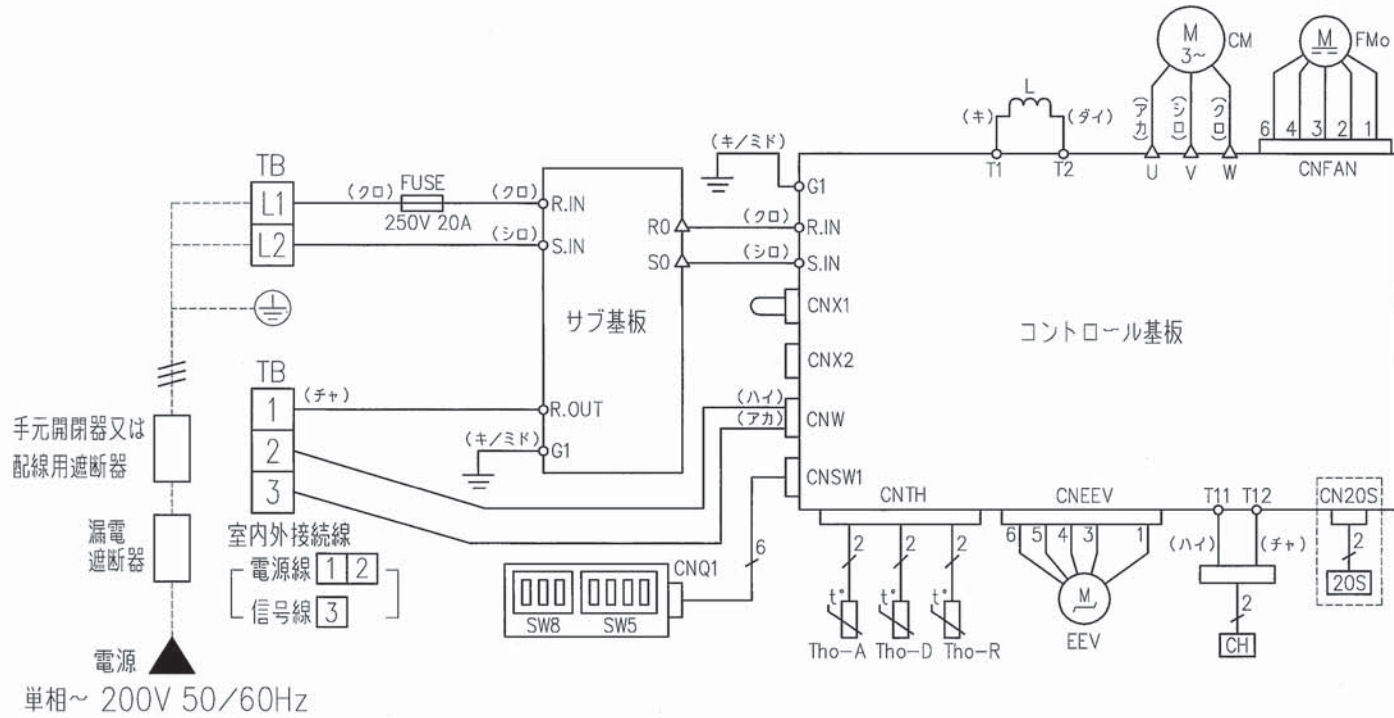 M
3~
CM
M
FMo
L
(キ)
(ダイ)
(アカ)
(シロ)
(クロ)
6 4 3 2 1
T1 T2 U V W CNFAN
(キ/ミド)
G1
TB
L1
(クロ)
FUSE
250V 20A
(クロ)
R.IN
L2
(シロ)
S.IN
RO
(クロ)
R.IN
SO
(シロ)
S.IN
サブ基板
CNX1
コントロール基板
CNX2
TB
1
(チャ)
R.OUT
(ハイ)
(アカ)
CNW
手元開閉器又は
配線用遮断器
2
(キ/ミド)
G1
3
CNSW1
CNTH CNEEV T11 T12 CN20S
漏電
遮断器
室内外接続線
電源線 1 2
信号線 3
6
CNQ1
SW8 SW5
2 2 2
t° t° t°
Tho-A Tho-D Tho-R
6 5 4 3 1
M
EEV
(ハイ) (チャ)
2
CH
2
20S
電源
単相~ 200V 50/60Hz